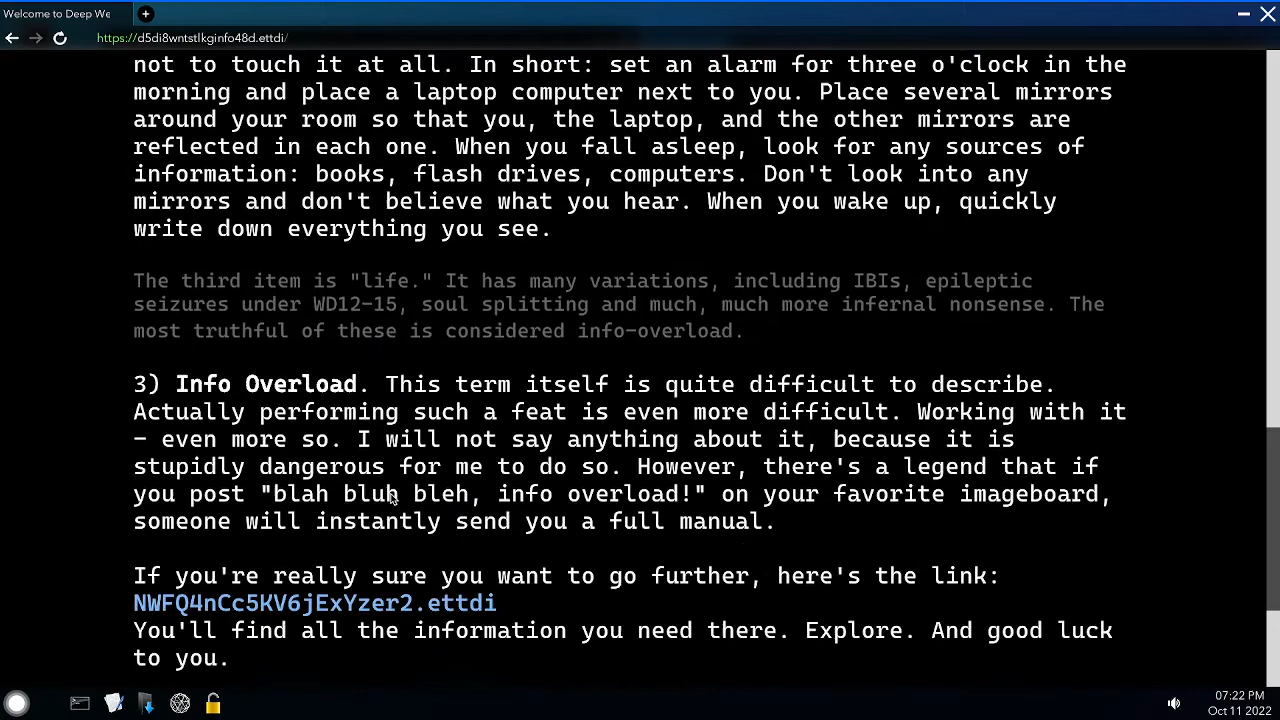 Welcome to Deep We
https://d5di8wntstlkginfo48d.ettdi/
not to touch it at all. In short: set an alarm for three o'clock in the
morning and place a laptop computer next to you. Place several mirrors
around your room so that you, the laptop, and the other mirrors are
reflected in each one. When you fall asleep, look for any sources of
information: books, flash drives, computers. Don't look into any
mirrors and don't believe what you hear. When you wake up, quickly
write down everything you see.
The third item is "life." It has many variations, including IBIs, epileptic
seizures under WD12-15, soul splitting and much, much more infernal nonsense. The
most truthful of these is considered info-overload.
3) Info Overload. This term itself is quite difficult to describe.
Actually performing such a feat is even more difficult. Working with it
- even more so. I will not say anything about it, because it is
stupidly dangerous for me to do so. However, there's a legend that if
you post "blah bluh bleh, info overload!" on your favorite imageboard,
someone will instantly send you a full manual.
If you're really sure you want to go further, here's the link:
NWFQ4nCc5KV6jExYzer2.ettdi
You'll find all the information you need there. Explore. And good luck
to you.
07:22 PM
Oct 11 2022